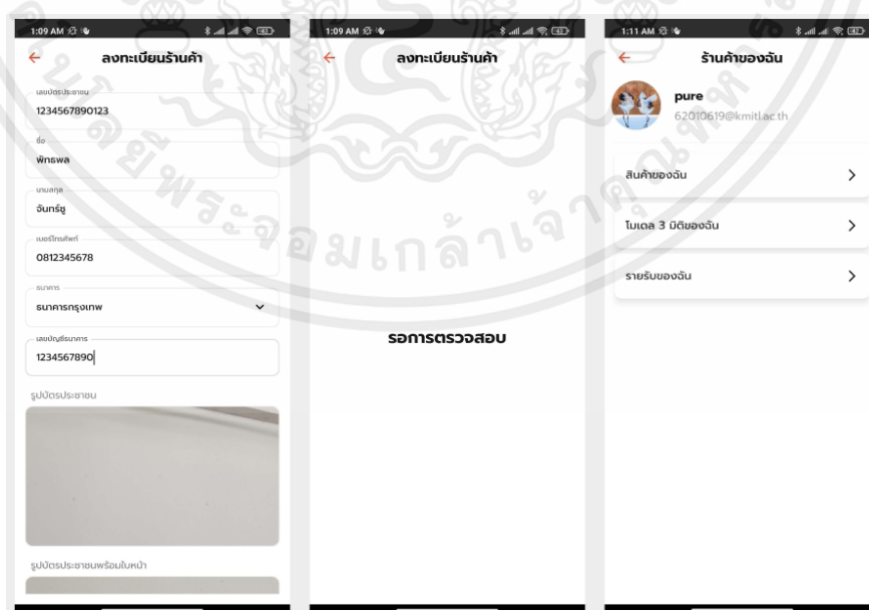 1:09 AM
ลงทะเบียนร้านค้า
เลขบัตรประชาชน
1234567890123
ชื่อ
พัทธพล
นามสกุล
จันทร์ชู
เบอร์โทรศัพท์
0812345678
ธนาคาร
ธนาคารกรุงเทพ
เลขบัญชีธนาคาร
1234567890
รูปบัตรประชาชน
รูปบัตรประชาชนพร้อมใบหน้า
1:09 AM
ลงทะเบียนร้านค้า
รอการตรวจสอบ
1:11 AM
ร้านค้าของฉัน
pure
62010619@kmitl.ac.th
สินค้าของฉัน
โมเดล 3 มิติของฉัน
รายรับของฉัน